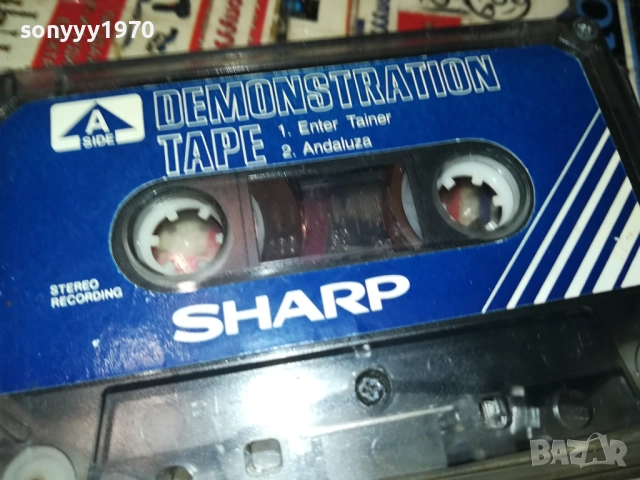 sonyyy1970
A
SIDE
DEMONSTRATION
TAPE
1. Enter Tainer
2. Andaluza
STEREO
RECORDING
SHARP
BAZAR